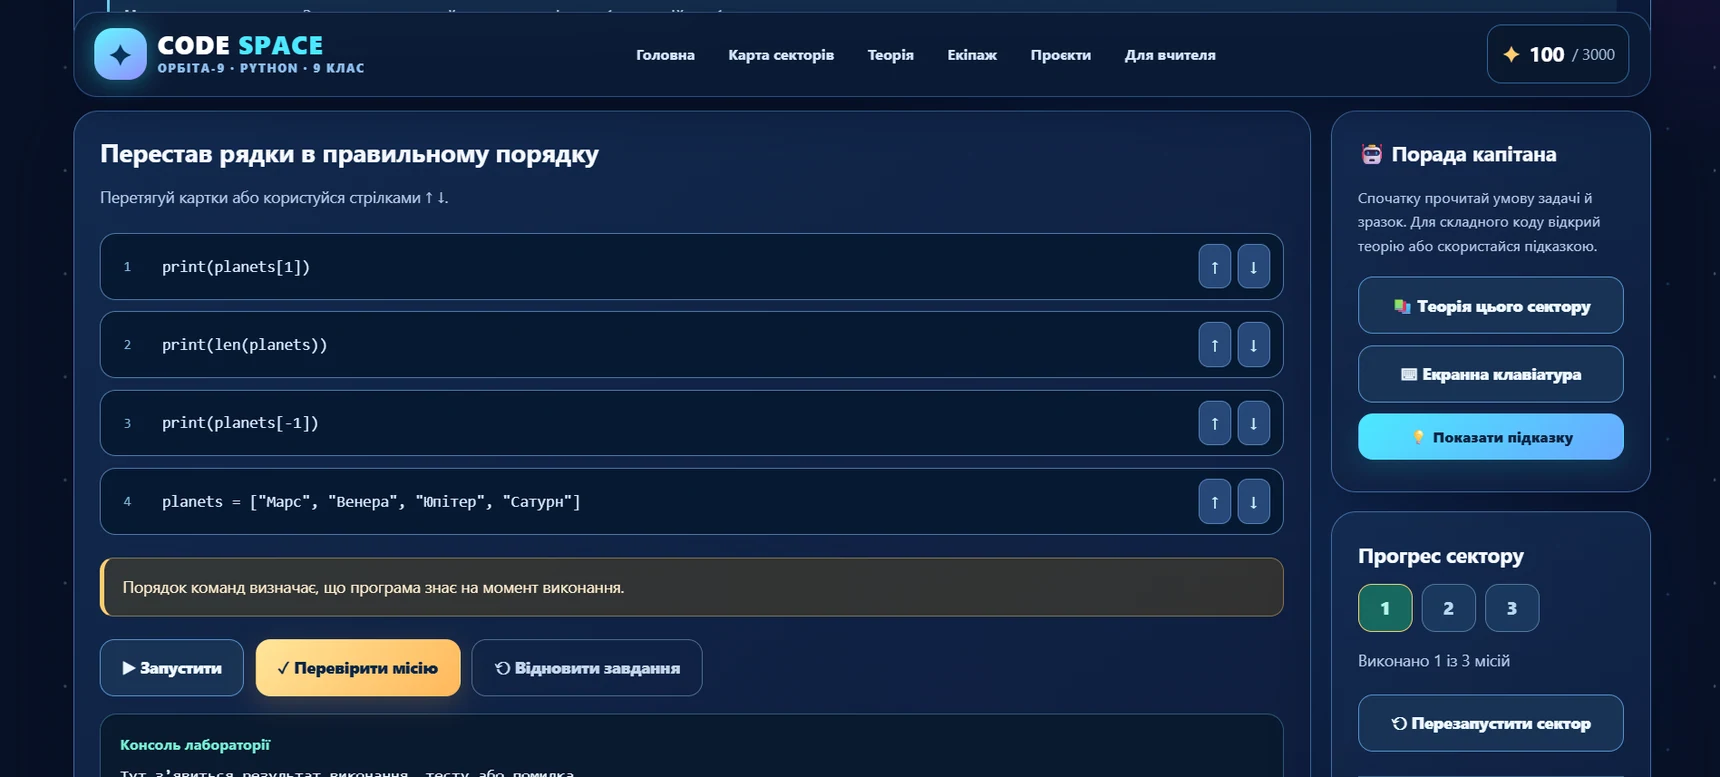 CODE SPACE
ОРБІТА-9 · PYTHON · 9 КЛАС
Головна
Карта секторів
Теорія
Екіпаж
Проєкти
Для вчителя
100 / 3000
Перестав рядки в правильному порядку
Перетягуй картки або користуйся стрілками ↑ ↓.
1 print(planets[1]) ↑ ↓
2 print(len(planets)) ↑ ↓
3 print(planets[-1]) ↑ ↓
4 planets = ["Марс", "Венера", "Юпітер", "Сатурн"] ↑ ↓
Порядок команд визначає, що програма знає на момент виконання.
▶ Запустити
✓ Перевірити місію
Відновити завдання
Консоль лабораторії
Тут з’явиться результат виконання, тесту або помилка.
Порада капітана
Спочатку прочитай умову задачі й
зразок. Для складного коду відкрий
теорію або скористайся підказкою.
Теорія цього сектору
Екранна клавіатура
Показати підказку
Прогрес сектору
1
2
3
Виконано 1 із 3 місій
Перезапустити сектор